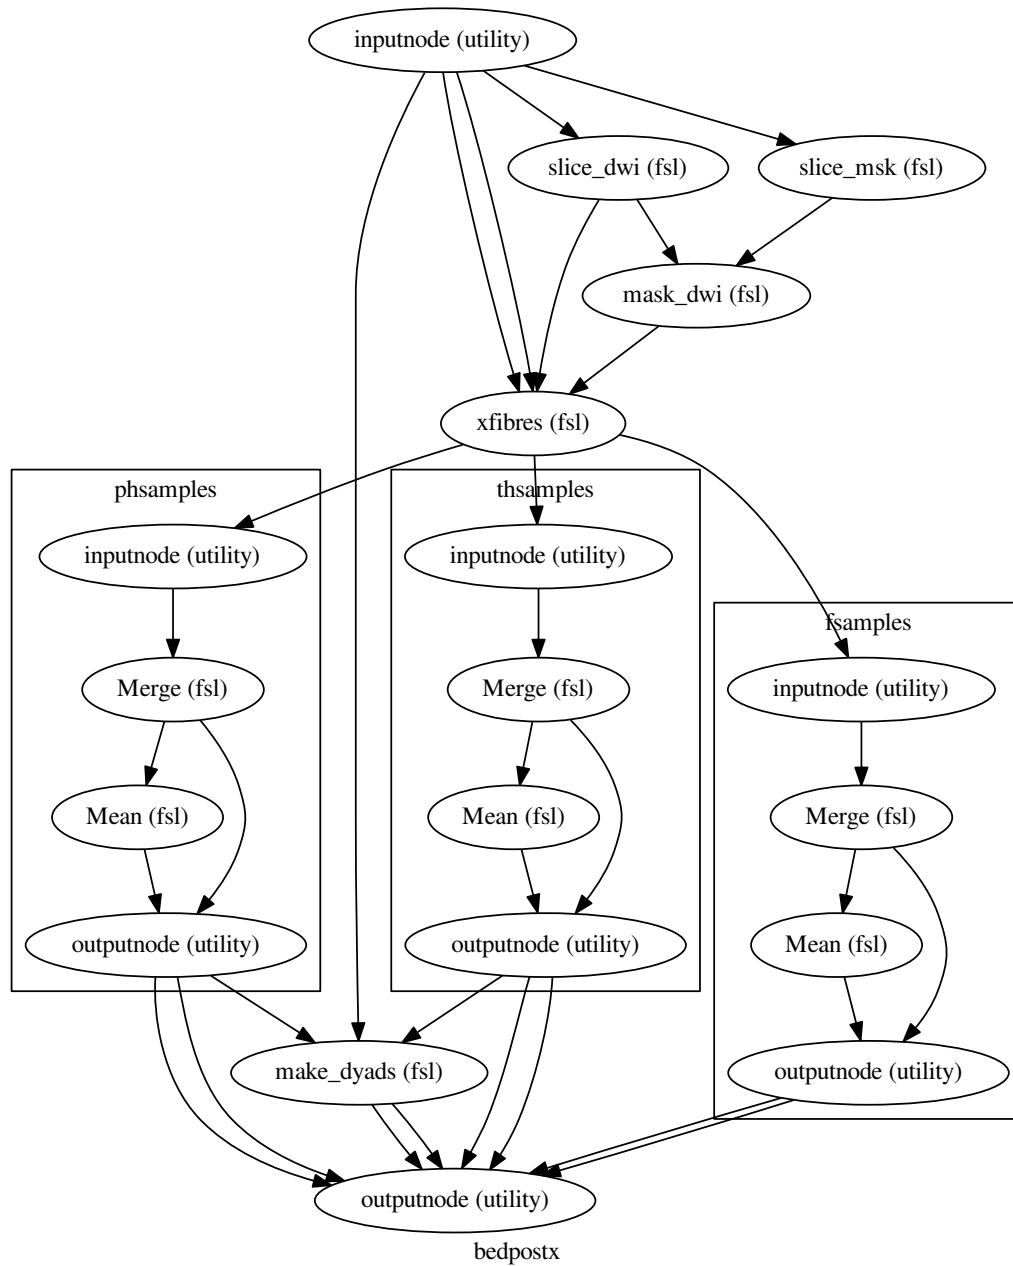 inputnode (utility)
slice_dwi (fsl)
slice_msk (fsl)
mask_dwi (fsl)
xfibres (fsl)
phsamples
inputnode (utility)
Merge (fsl)
Mean (fsl)
outputnode (utility)
thsamples
inputnode (utility)
Merge (fsl)
Mean (fsl)
outputnode (utility)
fsamples
inputnode (utility)
Merge (fsl)
Mean (fsl)
outputnode (utility)
make_dyads (fsl)
outputnode (utility)
bedpostx